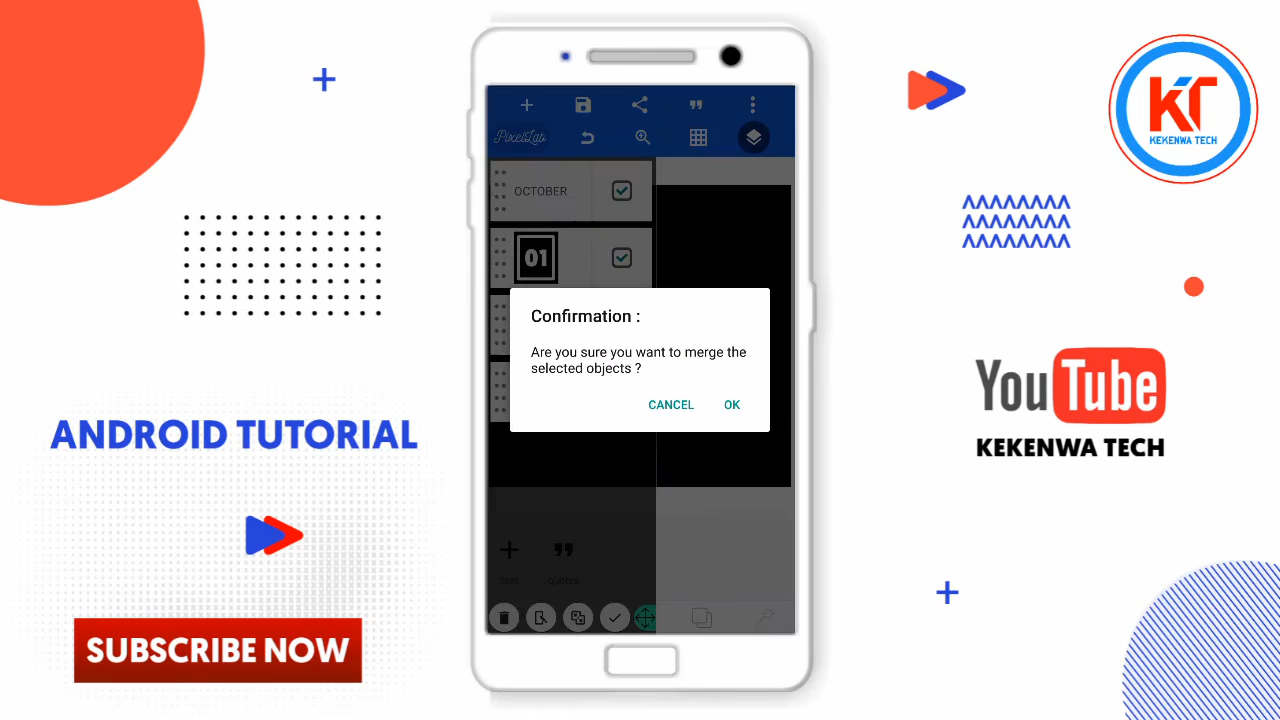 KT
KEKENWA TECH
PixelLab
OCTOBER
01
Confirmation :
Are you sure you want to merge the
selected objects ?
CANCEL OK
text quotes
ANDROID TUTORIAL
SUBSCRIBE NOW
YouTube
KEKENWA TECH